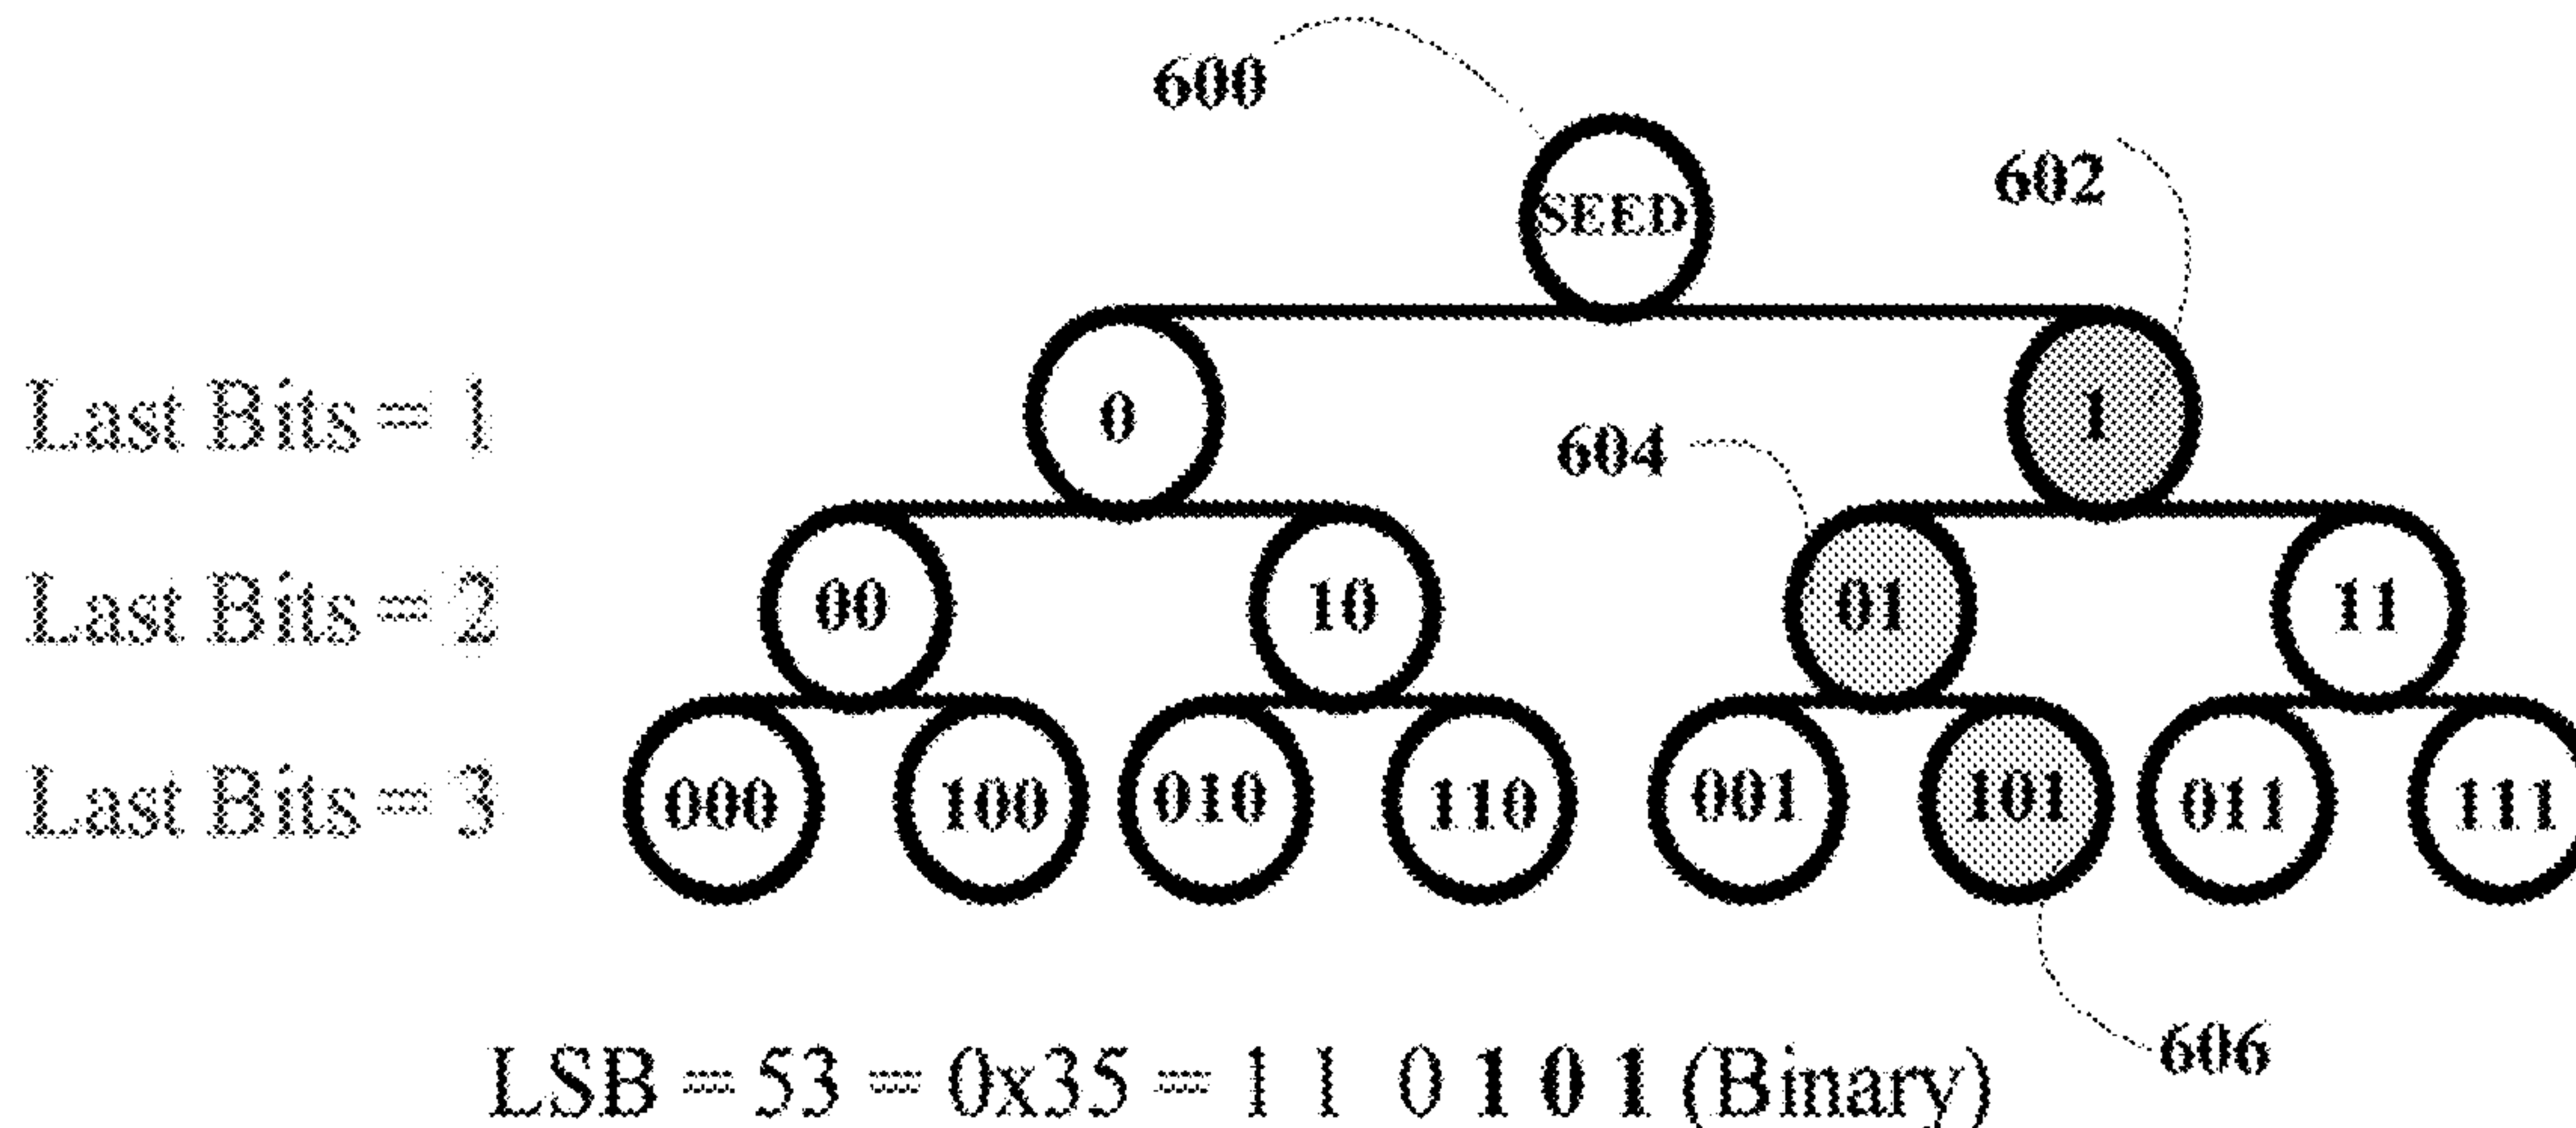 600
602
SEED
Last Bits = 1
0
604
1
Last Bits = 2
00 10 01 11
Last Bits = 3
000 100 010 110 001 101 011 111
606
LSB = 53 = 0x35 = 1 1 0 1 0 1 (Binary)